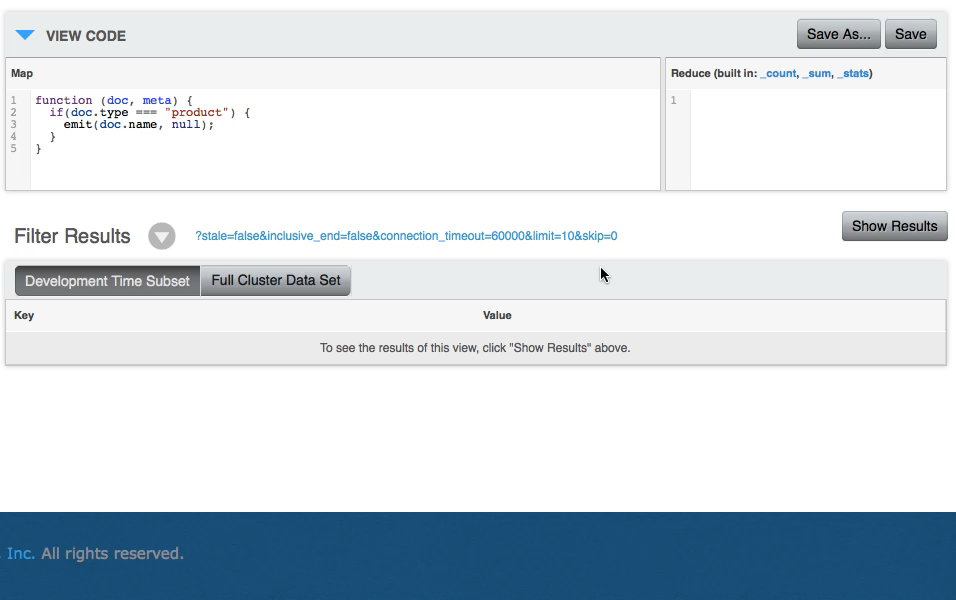 VIEW CODE
Save As...
Save
Map
Reduce (built in: _count, _sum, _stats)
1 function (doc, meta) {
2 if(doc.type === "product") {
3 emit(doc.name, null);
4 }
5 }
1
Filter Results
?stale=false&inclusive_end=false&connection_timeout=60000&limit=10&skip=0
Show Results
Development Time Subset
Full Cluster Data Set
Key
Value
To see the results of this view, click "Show Results" above.
. Inc. All rights reserved.